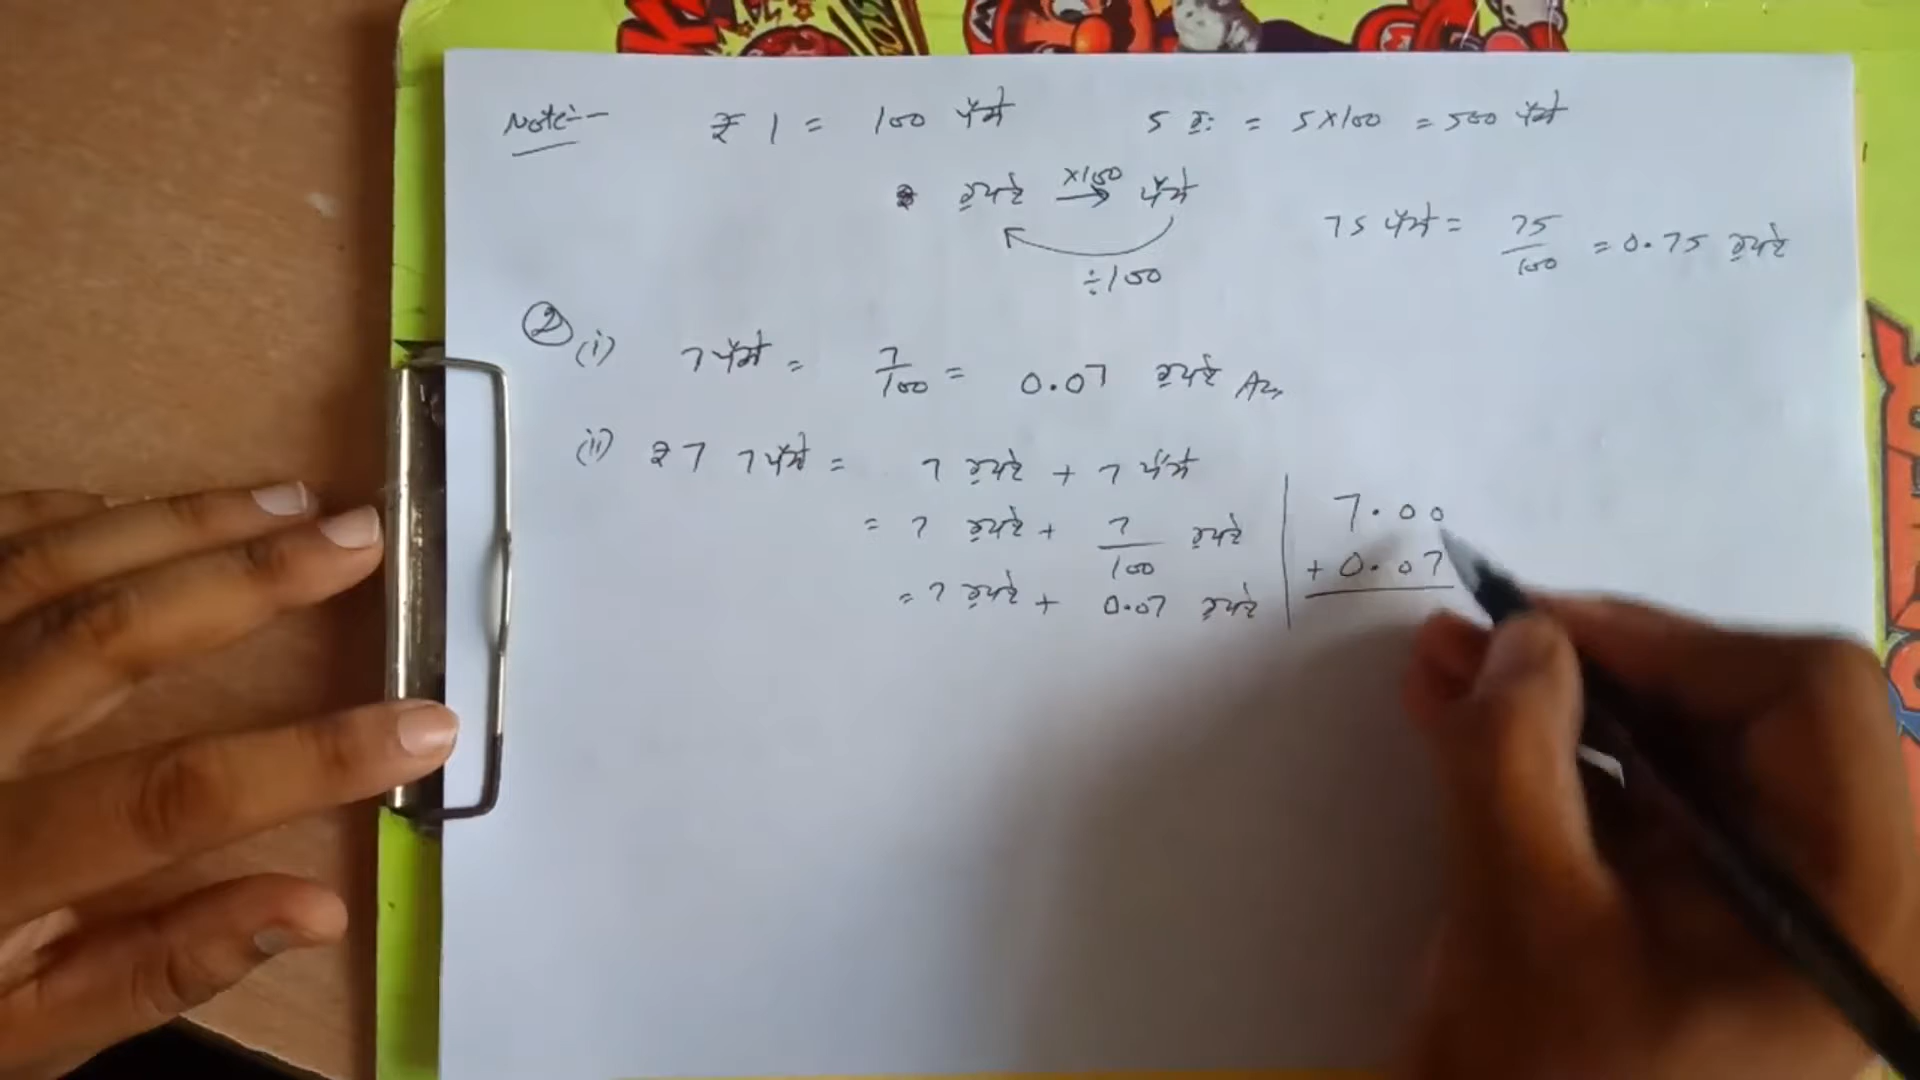 Note:- ₹ 1 = 100 पैसे 5 रु: = 5×100 = 500 पैसे
रुपये ×100 → पैसे
÷100
75 पैसे = 75/100 = 0.75 रुपये
② (i) 7 पैसे = 7/100 = 0.07 रुपये Ans
(ii) ₹7 7 पैसे = 7 रुपये + 7 पैसे
= 7 रुपये + 7/100 रुपये
= 7 रुपये + 0.07 रुपये
7.00
+ 0.07